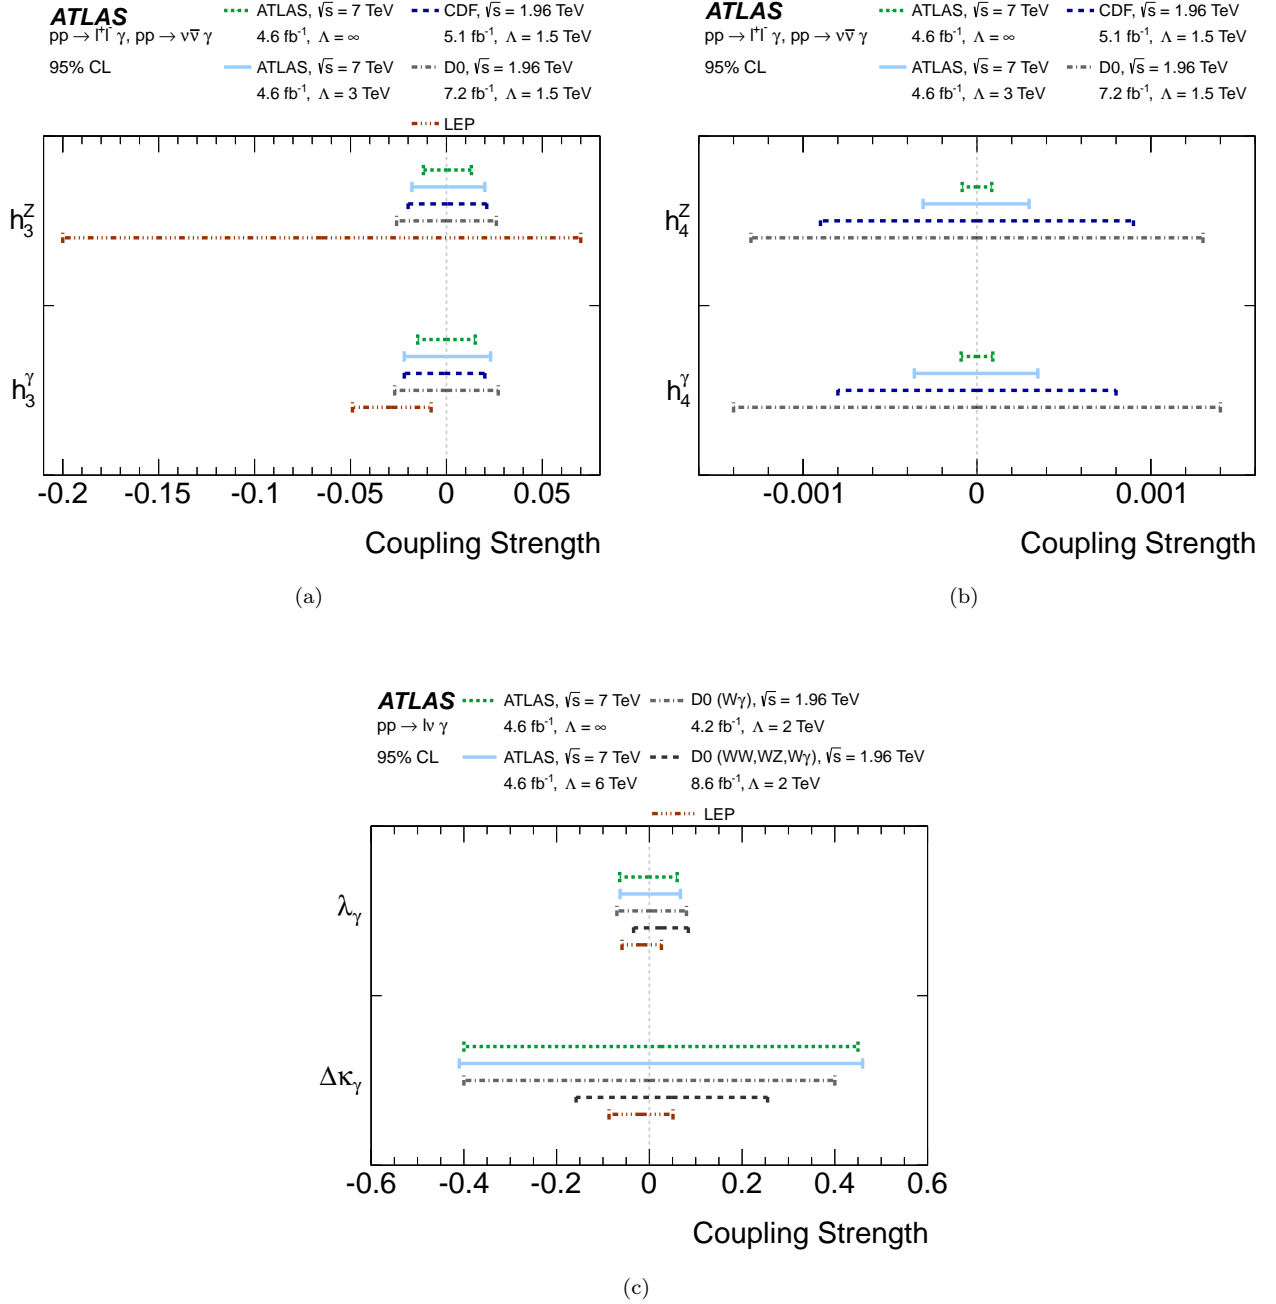 ATLAS
pp → l⁺l⁻ γ, pp → νν̅ γ
95% CL
ATLAS, √s = 7 TeV
4.6 fb⁻¹, Λ = ∞
ATLAS, √s = 7 TeV
4.6 fb⁻¹, Λ = 3 TeV
CDF, √s = 1.96 TeV
5.1 fb⁻¹, Λ = 1.5 TeV
D0, √s = 1.96 TeV
7.2 fb⁻¹, Λ = 1.5 TeV
LEP
h₃ᶻ
h₃ᵞ
-0.2 -0.15 -0.1 -0.05 0 0.05
Coupling Strength
(a)
ATLAS
pp → l⁺l⁻ γ, pp → νν̅ γ
95% CL
ATLAS, √s = 7 TeV
4.6 fb⁻¹, Λ = ∞
ATLAS, √s = 7 TeV
4.6 fb⁻¹, Λ = 3 TeV
CDF, √s = 1.96 TeV
5.1 fb⁻¹, Λ = 1.5 TeV
D0, √s = 1.96 TeV
7.2 fb⁻¹, Λ = 1.5 TeV
h₄ᶻ
h₄ᵞ
-0.001 0 0.001
Coupling Strength
(b)
ATLAS
pp → lν γ
95% CL
ATLAS, √s = 7 TeV
4.6 fb⁻¹, Λ = ∞
ATLAS, √s = 7 TeV
4.6 fb⁻¹, Λ = 6 TeV
D0 (Wγ), √s = 1.96 TeV
4.2 fb⁻¹, Λ = 2 TeV
D0 (WW,WZ,Wγ), √s = 1.96 TeV
8.6 fb⁻¹, Λ = 2 TeV
LEP
λᵧ
Δκᵧ
-0.6 -0.4 -0.2 0 0.2 0.4 0.6
Coupling Strength
(c)